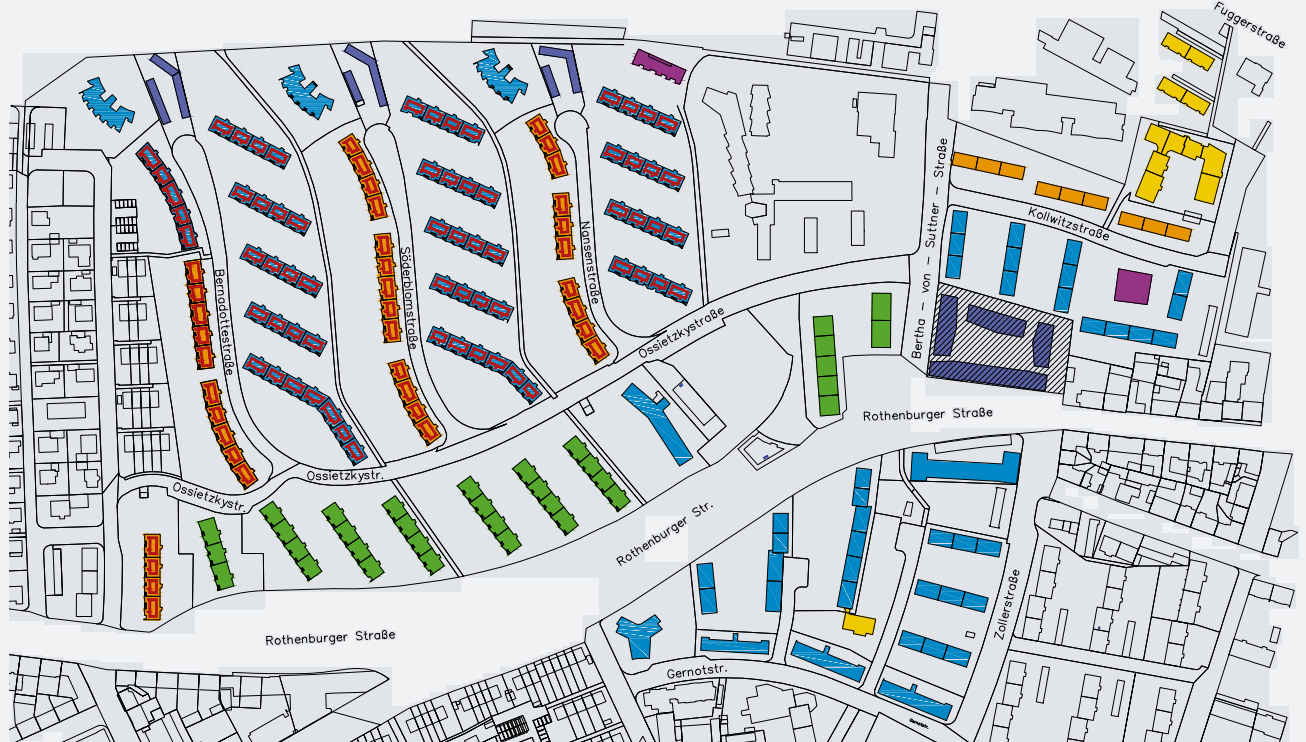 Fuggerstraße
Bertha – von – Suttner – Straße
Kollwitzstraße
Nansenstraße
Söderblomstraße
Bernadottestraße
Ossietzkystraße
Rothenburger Straße
Ossietzkystr.
Ossietzkystr.
Rothenburger Str.
Zollerstraße
Rothenburger Straße
Gernotstr.